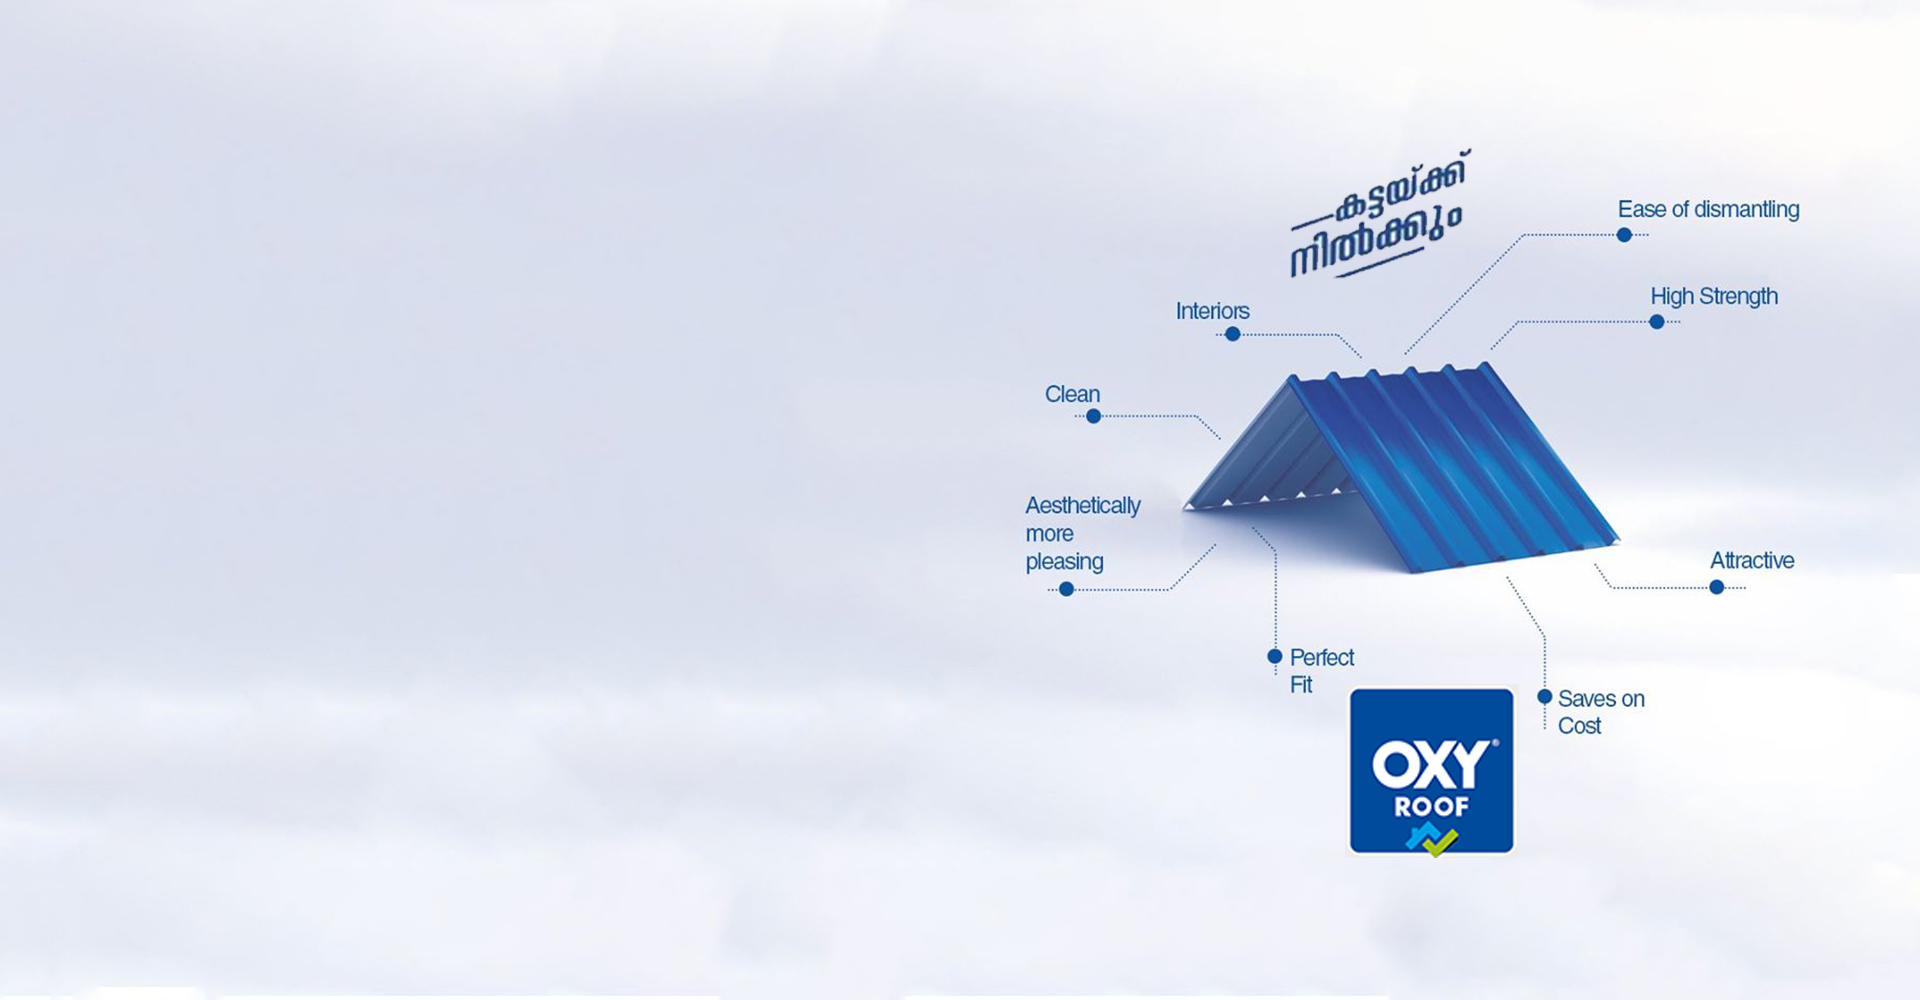 കട്ടയ്ക്ക്
നിൽക്കും
Ease of dismantling
High Strength
Interiors
Clean
Aesthetically
more
pleasing
Attractive
Perfect
Fit
Saves on
Cost
OXY®
ROOF